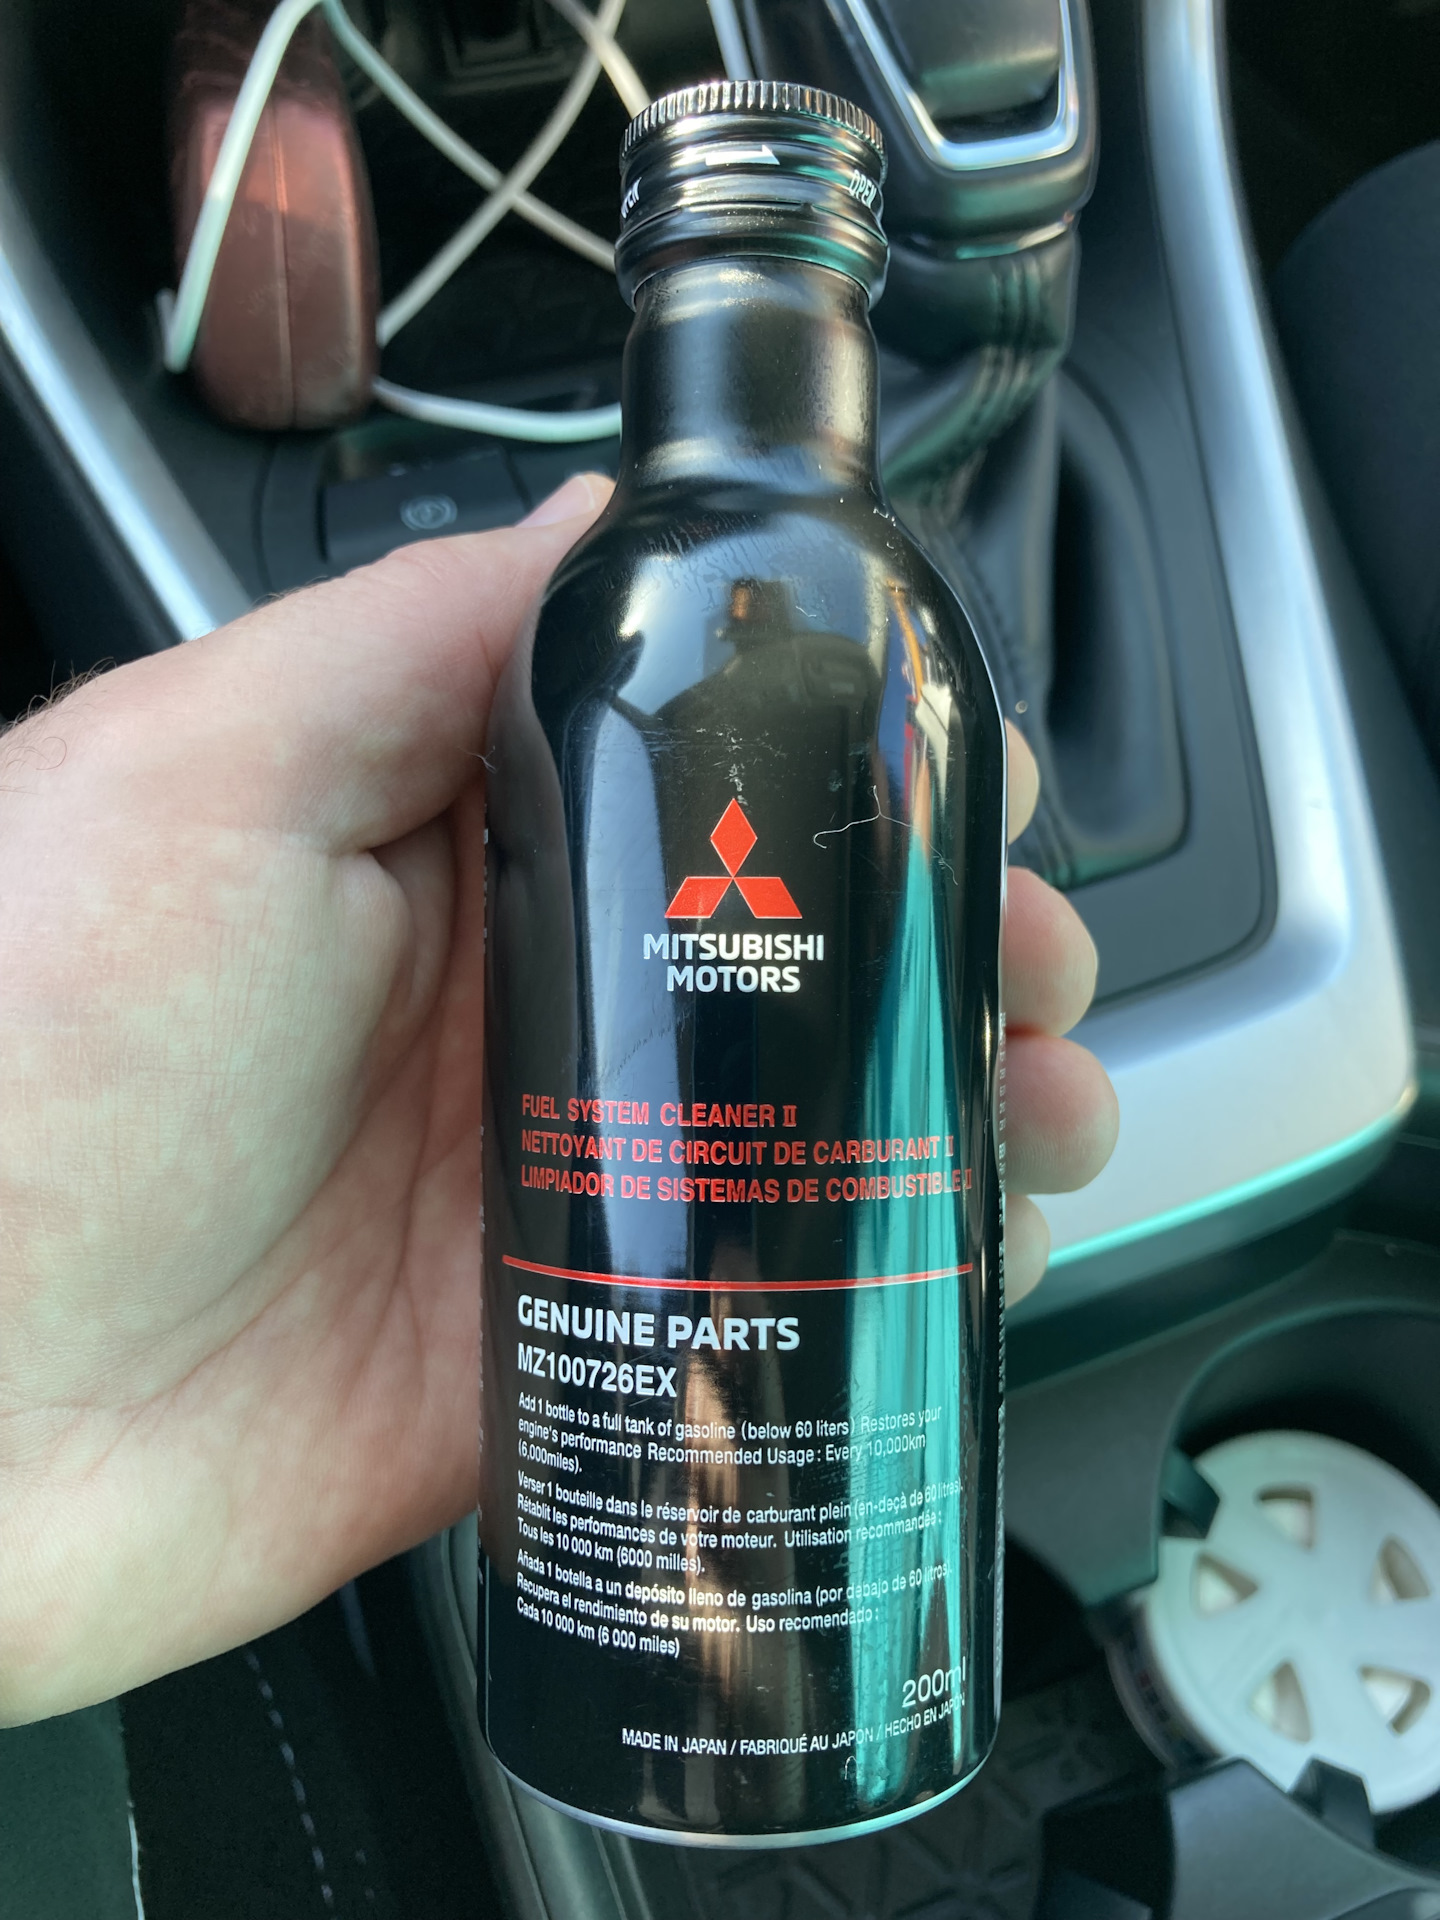 OPEN
MITSUBISHI
MOTORS
FUEL SYSTEM CLEANER II
NETTOYANT DE CIRCUIT DE CARBURANT II
LIMPIADOR DE SISTEMAS DE COMBUSTIBLE II
GENUINE PARTS
MZ100726EX
Add 1 bottle to a full tank of gasoline (below 60 liters) Restores your
engine's performance Recommended Usage: Every 10,000km
(6,000miles).
Verser 1 bouteille dans le réservoir de carburant plein (en-deçà de 60 litres).
Rétablit les performances de votre moteur. Utilisation recommandée :
Tous les 10 000 km (6000 milles).
Añada 1 botella a un depósito lleno de gasolina (por debajo de 60 litros).
Recupera el rendimiento de su motor. Uso recomendado :
Cada 10 000 km (6 000 miles)
200ml
MADE IN JAPAN / FABRIQUÉ AU JAPON / HECHO EN JAPÓN